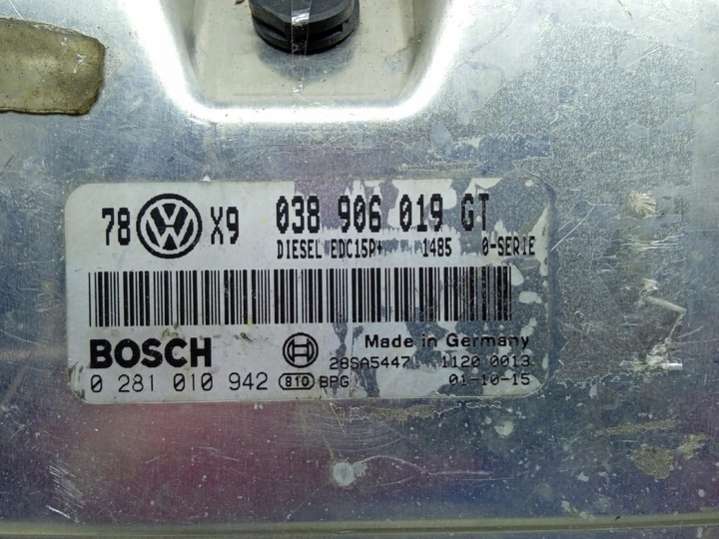 78 VW X9 038 906 019 GT
DIESEL EDC15P+ 1485 0-SERIE
BOSCH Made in Germany
28SA5447 1120 0013
0 281 010 942 810 BPG 01-10-15